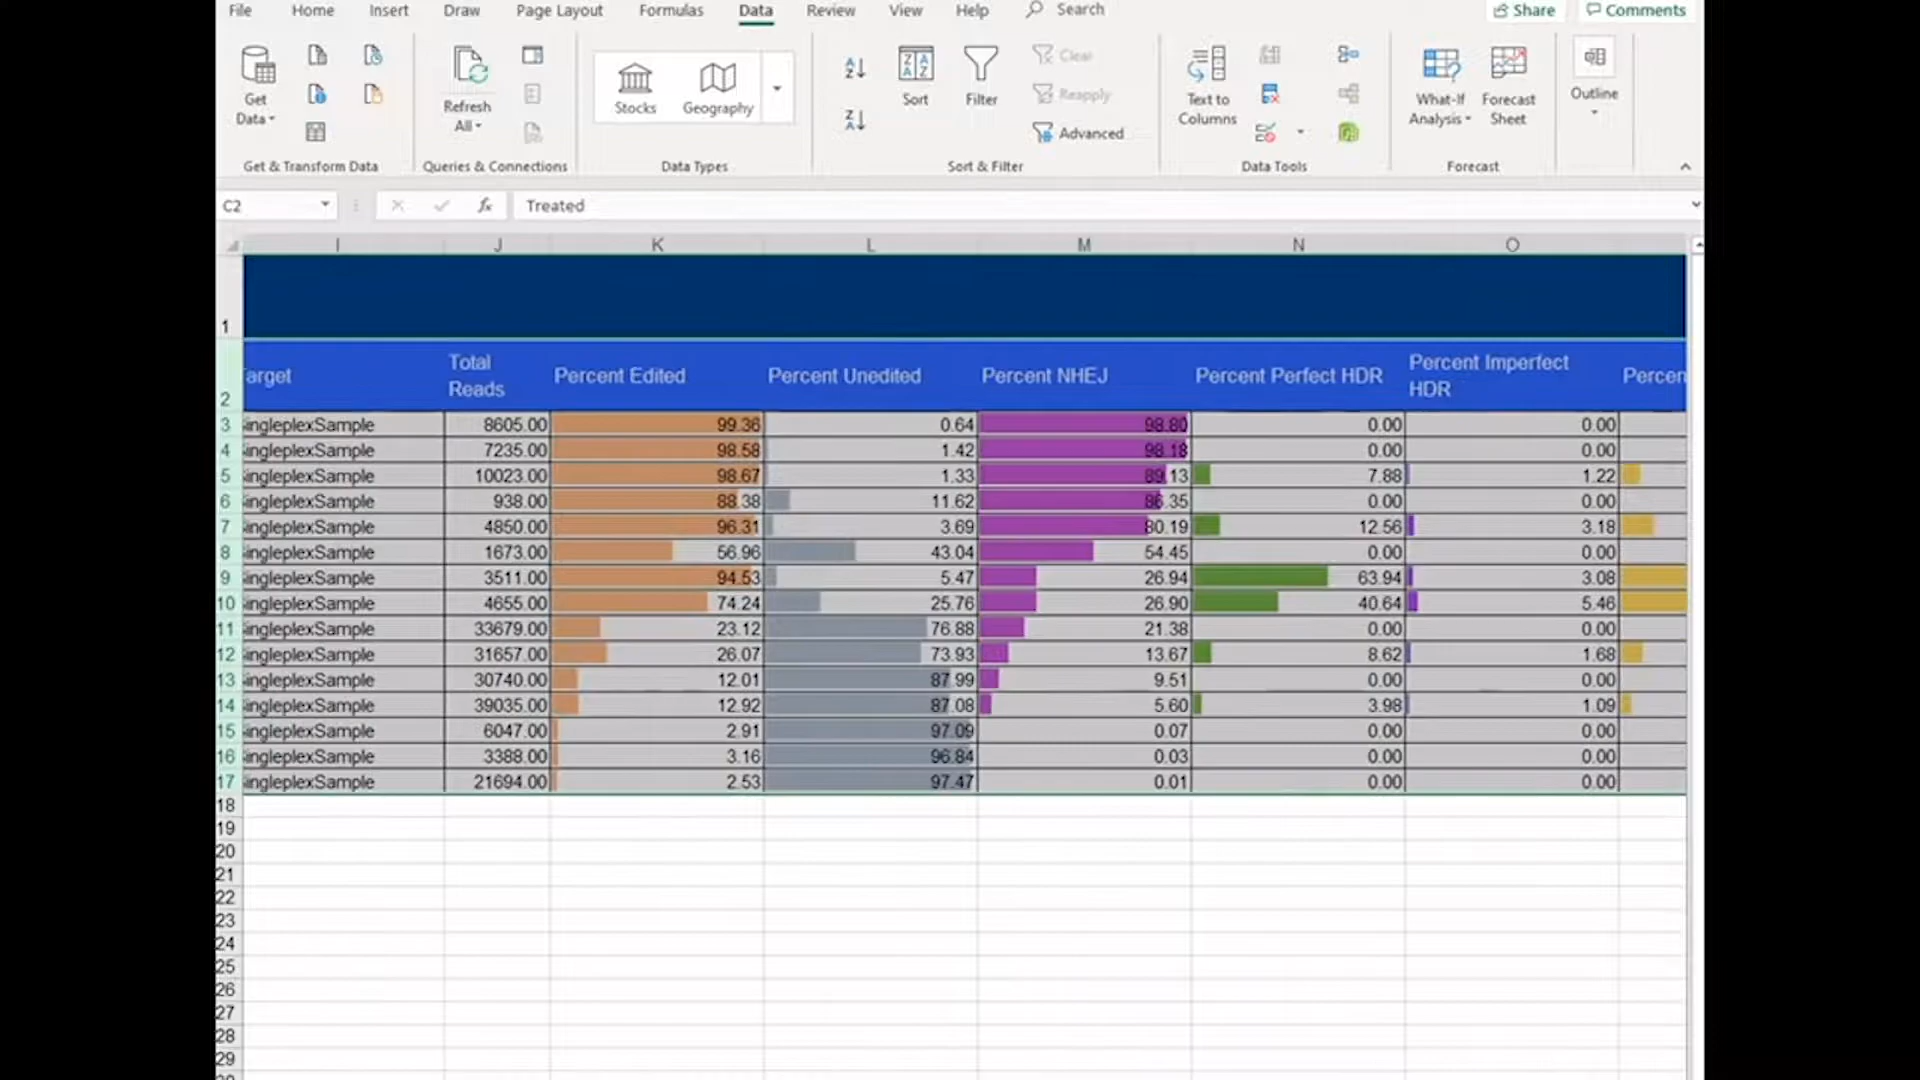 File Home Insert Draw Page Layout Formulas Data Review View Help Search Share Comments
Get Data
Refresh All
Stocks
Geography
Sort
Filter
Clear
Reapply
Advanced
Text to Columns
What-If Analysis
Forecast Sheet
Outline
Get & Transform Data Queries & Connections Data Types Sort & Filter Data Tools Forecast
C2 fx Treated
I J K L M N O
1
2 arget Total Reads Percent Edited Percent Unedited Percent NHEJ Percent Perfect HDR Percent Imperfect HDR Percen
3 ingleplexSample 8605.00 99.36 0.64 98.80 0.00 0.00
4 ingleplexSample 7235.00 98.58 1.42 98.18 0.00 0.00
5 ingleplexSample 10023.00 98.67 1.33 89.13 7.88 1.22
6 ingleplexSample 938.00 88.38 11.62 86.35 0.00 0.00
7 ingleplexSample 4850.00 96.31 3.69 80.19 12.56 3.18
8 ingleplexSample 1673.00 56.96 43.04 54.45 0.00 0.00
9 ingleplexSample 3511.00 94.53 5.47 26.94 63.94 3.08
10 ingleplexSample 4655.00 74.24 25.76 26.90 40.64 5.46
11 ingleplexSample 33679.00 23.12 76.88 21.38 0.00 0.00
12 ingleplexSample 31657.00 26.07 73.93 13.67 8.62 1.68
13 ingleplexSample 30740.00 12.01 87.99 9.51 0.00 0.00
14 ingleplexSample 39035.00 12.92 87.08 5.60 3.98 1.09
15 ingleplexSample 6047.00 2.91 97.09 0.07 0.00 0.00
16 ingleplexSample 3388.00 3.16 96.84 0.03 0.00 0.00
17 ingleplexSample 21694.00 2.53 97.47 0.01 0.00 0.00
18
19
20
21
22
23
24
25
26
27
28
29